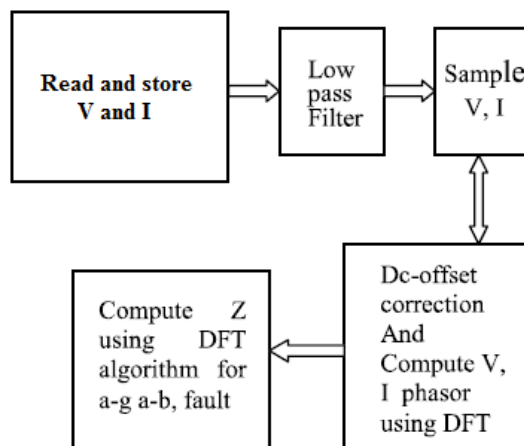 Read and store
V and I
Low
pass
Filter
Sample
V, I
Dc-offset
correction
And
Compute V,
I phasor
using DFT
Compute Z
using DFT
algorithm for
a-g a-b, fault